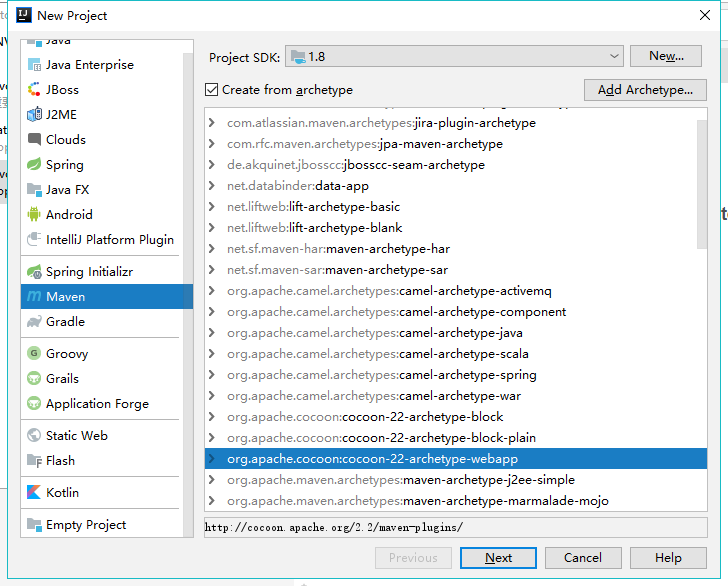 New Project
Java
Java Enterprise
JBoss
J2ME
Clouds
Spring
Java FX
Android
IntelliJ Platform Plugin
Spring Initializr
Maven
Gradle
Groovy
Grails
Application Forge
Static Web
Flash
Kotlin
Empty Project
Project SDK: 1.8 New...
Create from archetype Add Archetype...
com.atlassian.maven.archetypes:jira-plugin-archetype
com.rfc.maven.archetypes:jpa-maven-archetype
de.akquinet.jbosscc:jbosscc-seam-archetype
net.databinder:data-app
net.liftweb:lift-archetype-basic
net.liftweb:lift-archetype-blank
net.sf.maven-har:maven-archetype-har
net.sf.maven-sar:maven-archetype-sar
org.apache.camel.archetypes:camel-archetype-activemq
org.apache.camel.archetypes:camel-archetype-component
org.apache.camel.archetypes:camel-archetype-java
org.apache.camel.archetypes:camel-archetype-scala
org.apache.camel.archetypes:camel-archetype-spring
org.apache.camel.archetypes:camel-archetype-war
org.apache.cocoon:cocoon-22-archetype-block
org.apache.cocoon:cocoon-22-archetype-block-plain
org.apache.cocoon:cocoon-22-archetype-webapp
org.apache.maven.archetypes:maven-archetype-j2ee-simple
org.apache.maven.archetypes:maven-archetype-marmalade-mojo
http://cocoon.apache.org/2.2/maven-plugins/
Previous Next Cancel Help